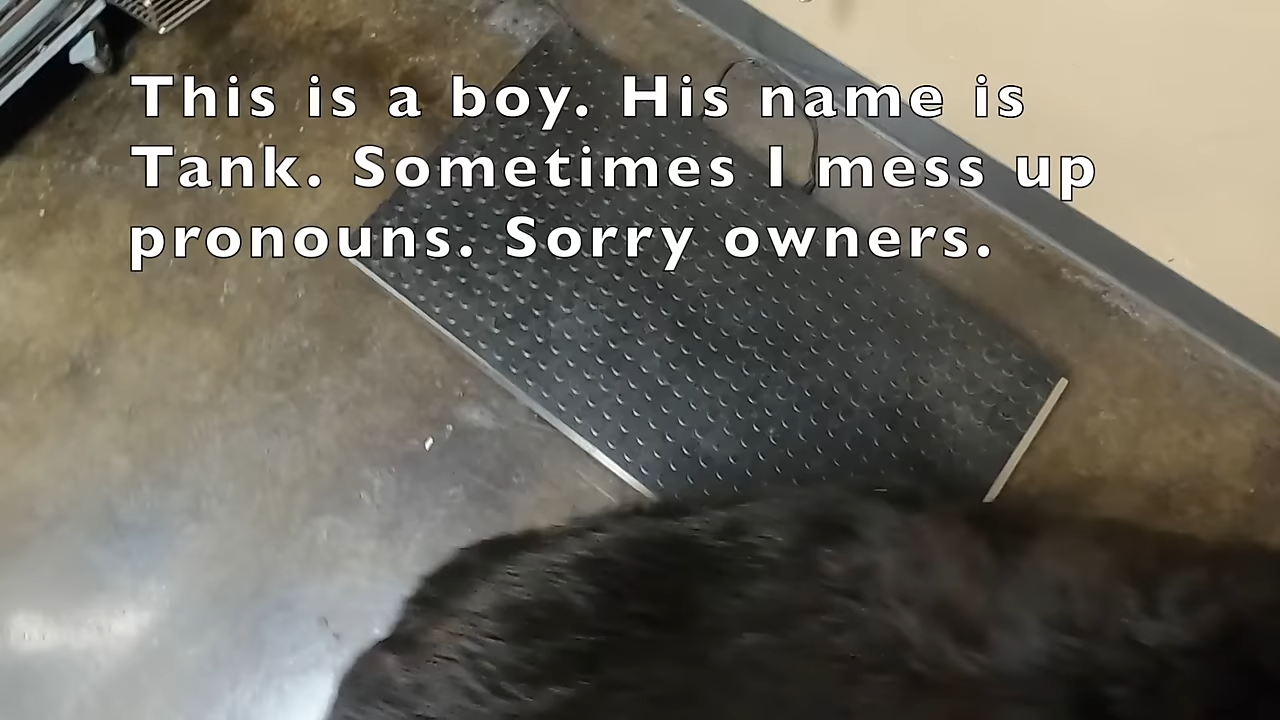 This is a boy. His name is
Tank. Sometimes I mess up
pronouns. Sorry owners.